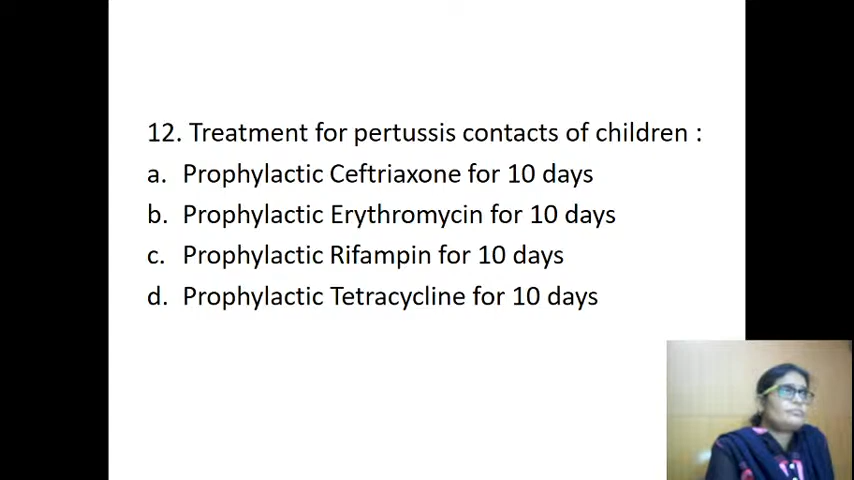 12. Treatment for pertussis contacts of children :
a. Prophylactic Ceftriaxone for 10 days
b. Prophylactic Erythromycin for 10 days
c. Prophylactic Rifampin for 10 days
d. Prophylactic Tetracycline for 10 days